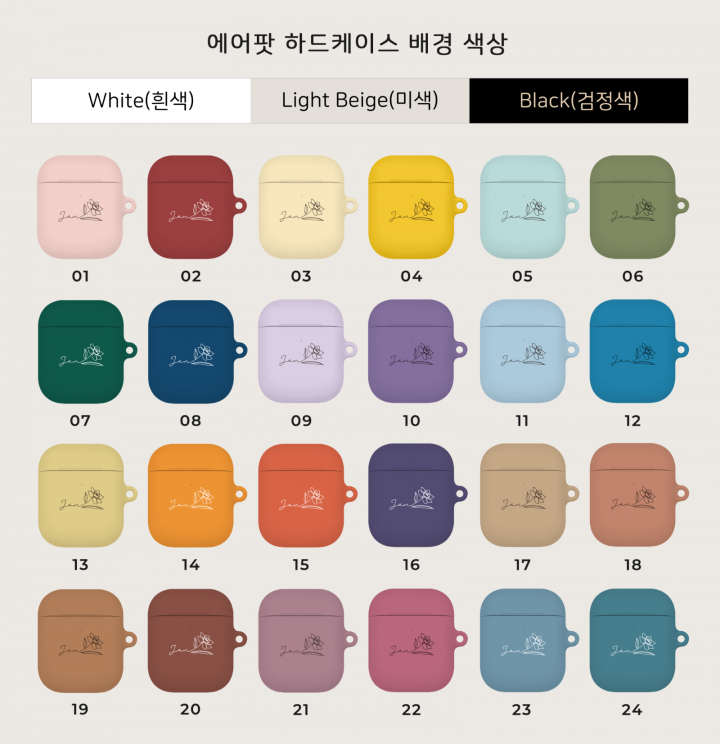 에어팟 하드케이스 배경 색상
White(흰색) Light Beige(미색) Black(검정색)
Jan Jan Jan Jan Jan Jan
01 02 03 04 05 06
Jan Jan Jan Jan Jan Jan
07 08 09 10 11 12
Jan Jan Jan Jan Jan Jan
13 14 15 16 17 18
Jan Jan Jan Jan Jan Jan
19 20 21 22 23 24